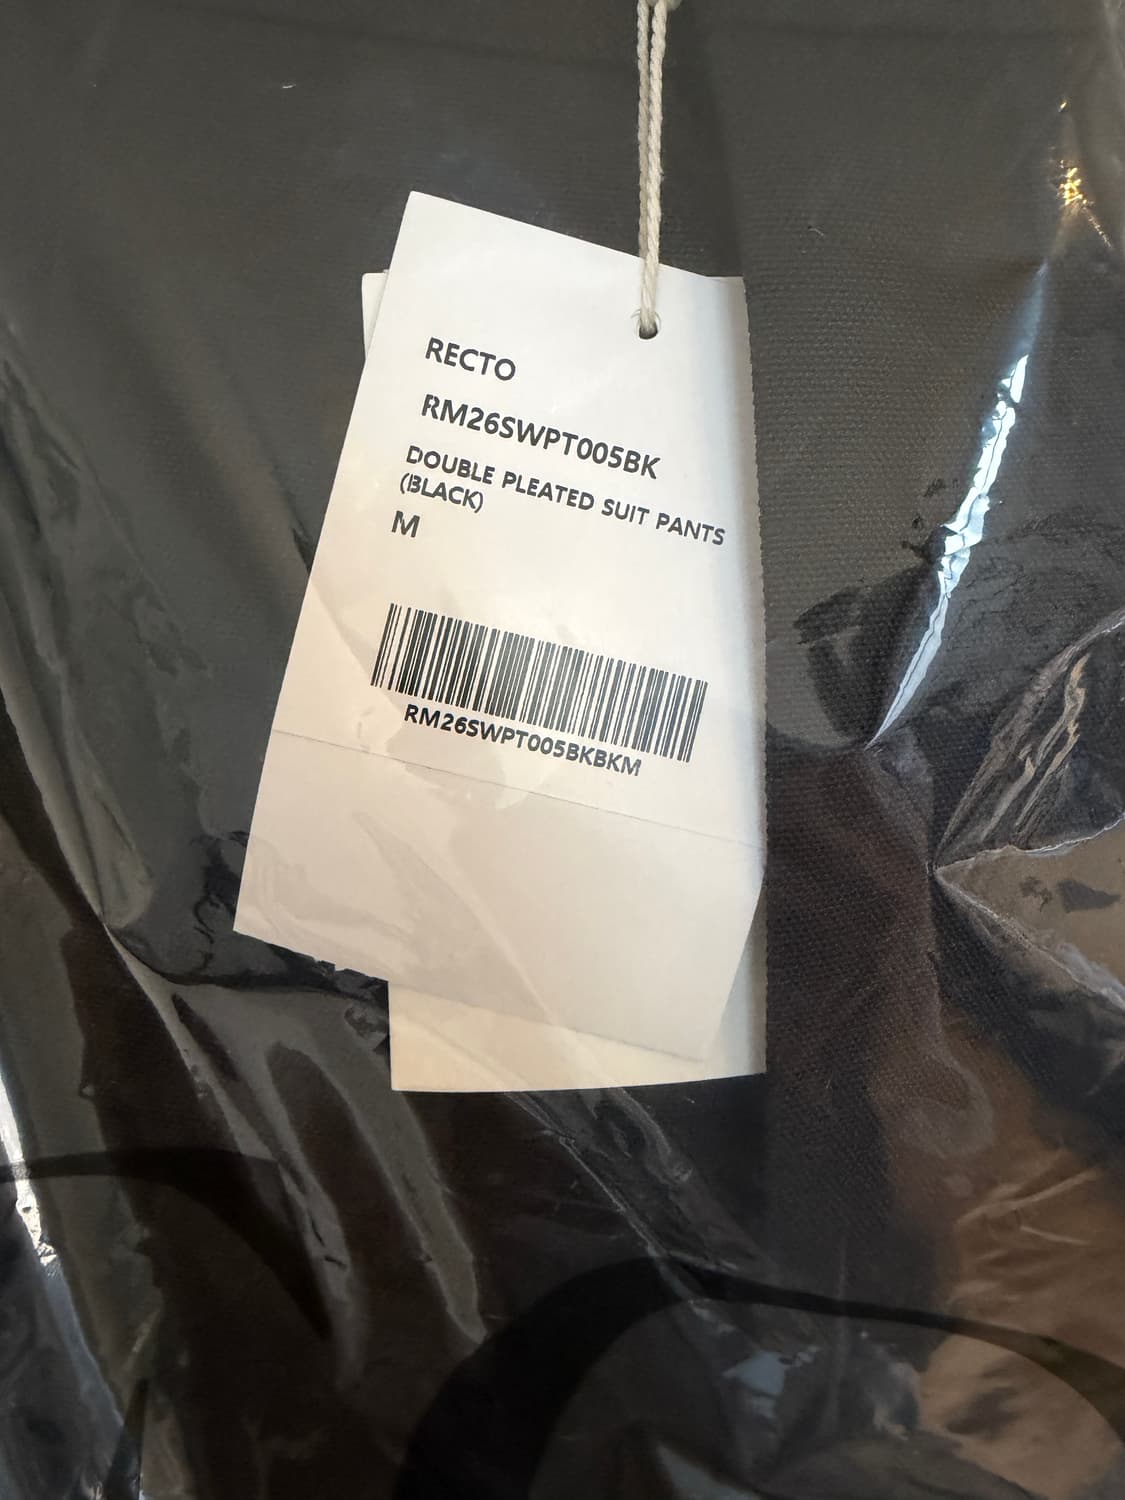 RECTO
RM26SWPT005BK
DOUBLE PLEATED SUIT PANTS
(BLACK)
M
RM26SWPT005BKBKM